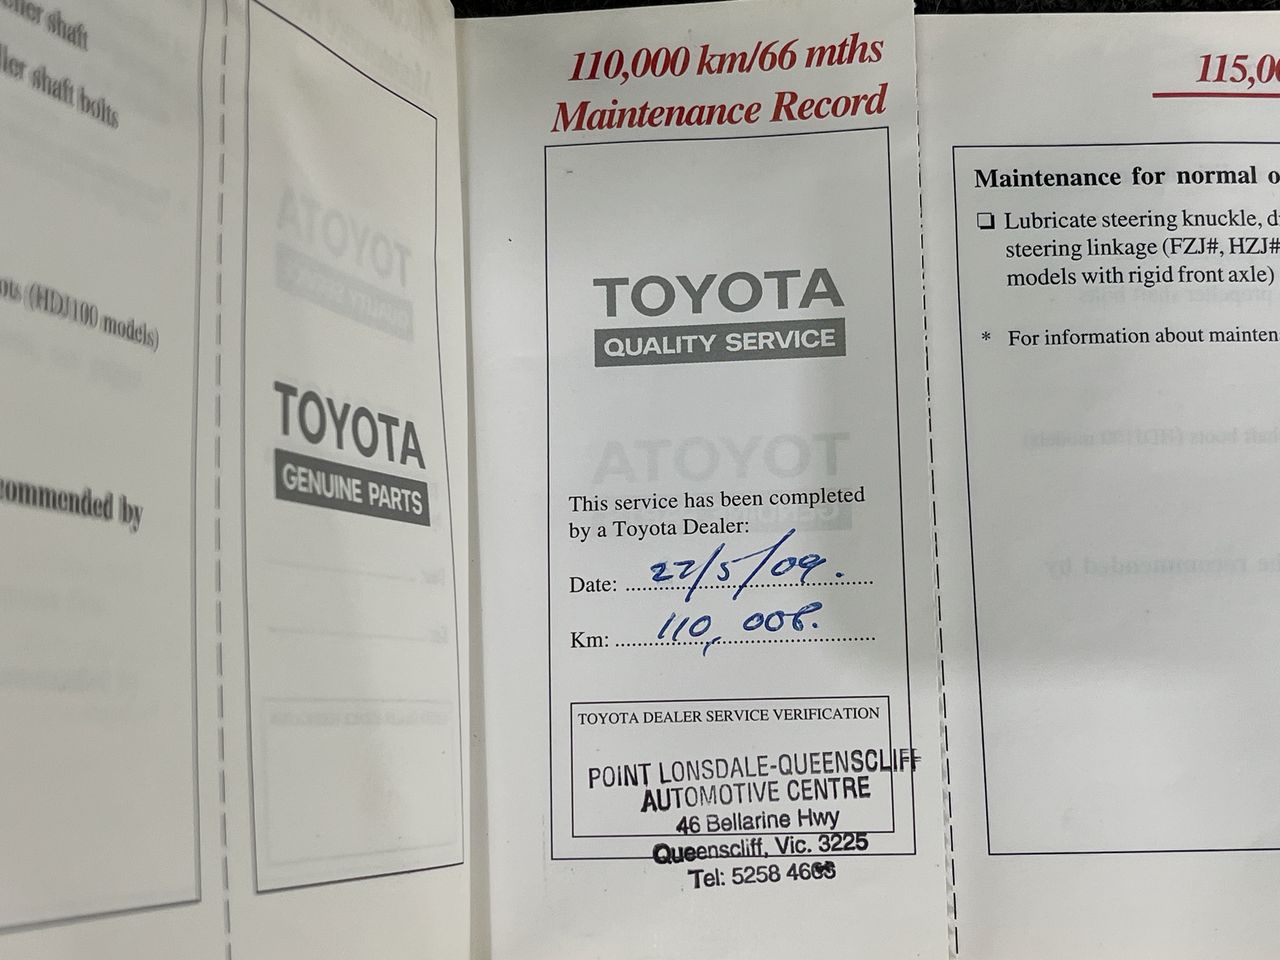 shaft
ller shaft bolts
(HDJ100 models)
commended by
TOYOTA
GENUINE PARTS
110,000 km/66 mths
Maintenance Record
TOYOTA
QUALITY SERVICE
This service has been completed
by a Toyota Dealer:
Date: 22/5/09.
Km: 110,008.
TOYOTA DEALER SERVICE VERIFICATION
POINT LONSDALE-QUEENSCLIFF
AUTOMOTIVE CENTRE
46 Bellarine Hwy
Queenscliff, Vic. 3225
Tel: 5258
115,0
Maintenance for normal o
❏ Lubricate steering knuckle, d
steering linkage (FZJ#, HZJ#
models with rigid front axle)
* For information about mainten